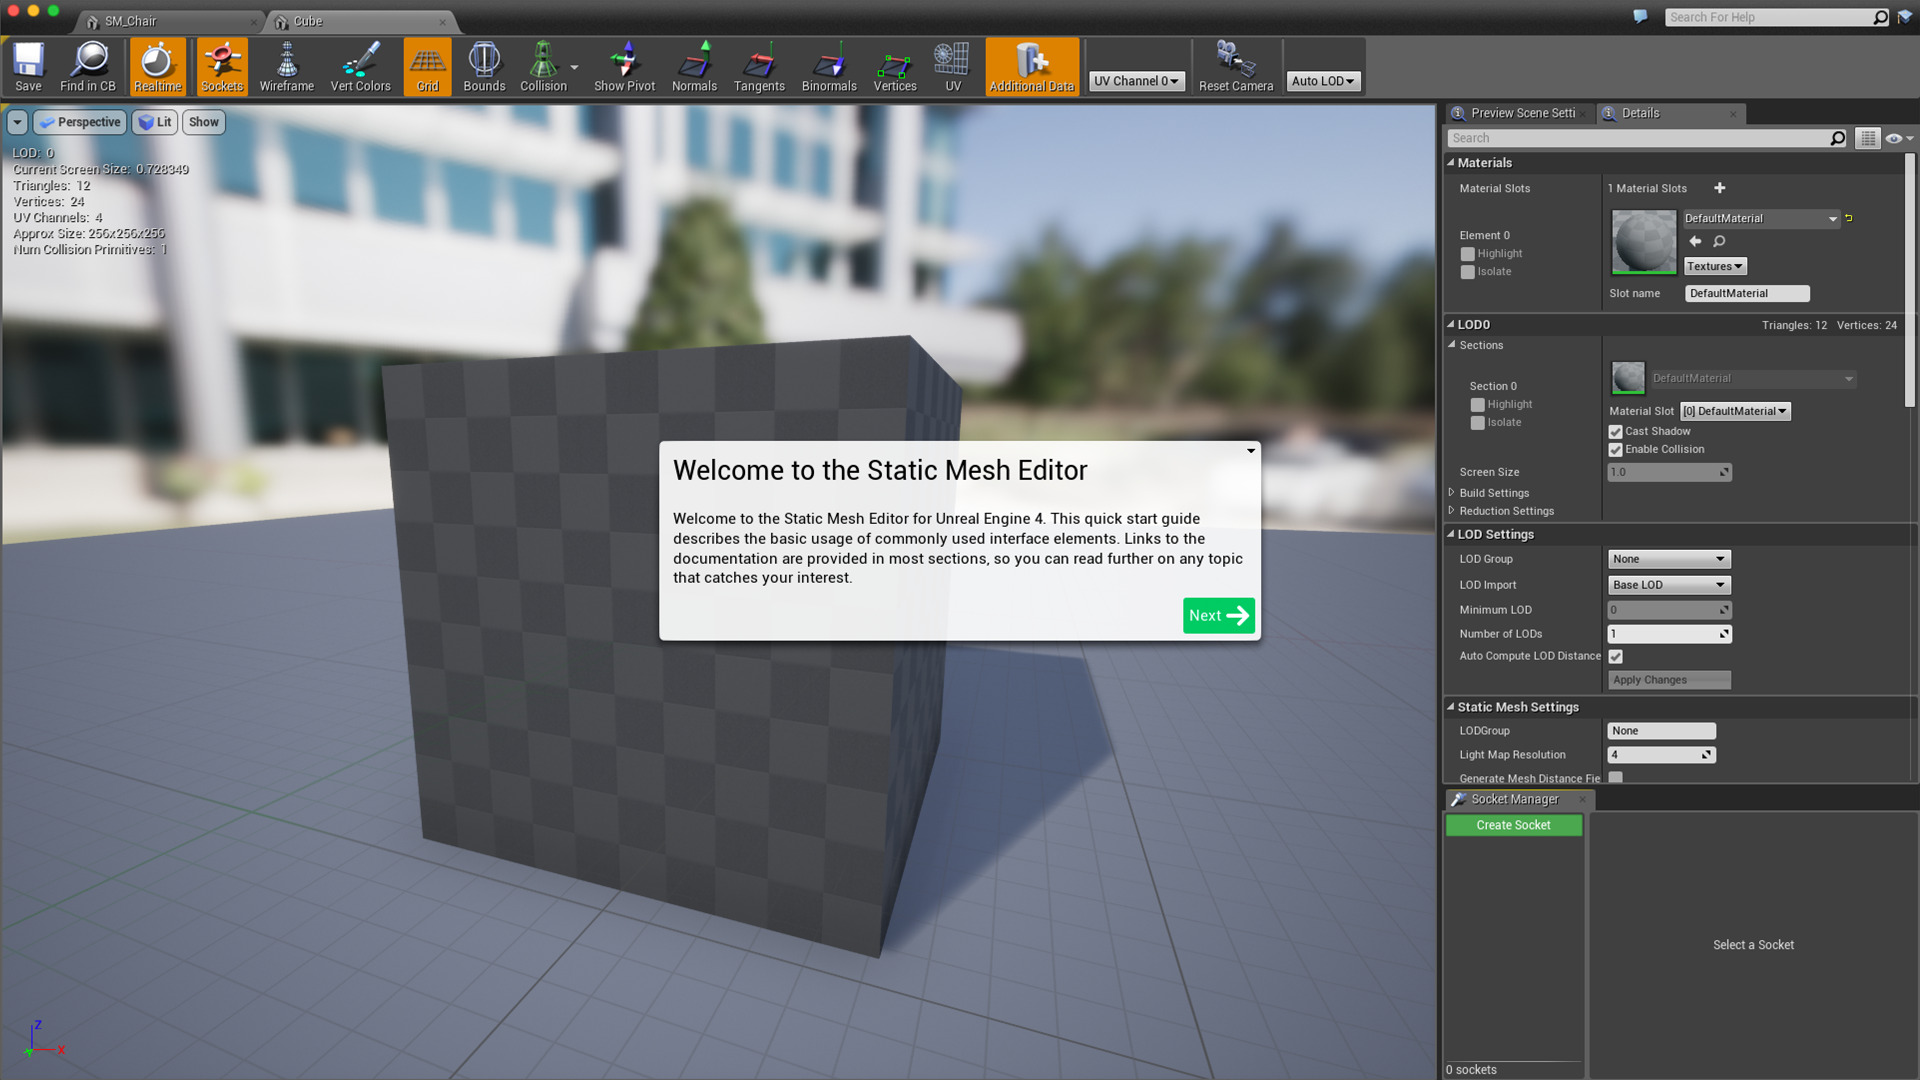 SM_Chair
Cube
Search For Help
Save
Find in CB
Realtime
Sockets
Wireframe
Vert Colors
Grid
Bounds
Collision
Show Pivot
Normals
Tangents
Binormals
Vertices
UV
Additional Data
UV Channel 0
Reset Camera
Auto LOD
Perspective
Lit
Show
LOD: 0
Current Screen Size: 0.728349
Triangles: 12
Vertices: 24
UV Channels: 4
Approx Size: 256x256x256
Num Collision Primitives: 1
Welcome to the Static Mesh Editor
Welcome to the Static Mesh Editor for Unreal Engine 4. This quick start guide
describes the basic usage of commonly used interface elements. Links to the
documentation are provided in most sections, so you can read further on any topic
that catches your interest.
Next
Z
X
Preview Scene Setti
Details
Search
Materials
Material Slots
1 Material Slots
DefaultMaterial
Element 0
Highlight
Isolate
Textures
Slot name
DefaultMaterial
LOD0
Triangles: 12 Vertices: 24
Sections
DefaultMaterial
Section 0
Highlight
Isolate
Material Slot
[0] DefaultMaterial
Cast Shadow
Enable Collision
Screen Size
1.0
Build Settings
Reduction Settings
LOD Settings
LOD Group
None
LOD Import
Base LOD
Minimum LOD
0
Number of LODs
1
Auto Compute LOD Distance
Apply Changes
Static Mesh Settings
LODGroup
None
Light Map Resolution
4
Generate Mesh Distance Fie
Socket Manager
Create Socket
Select a Socket
0 sockets